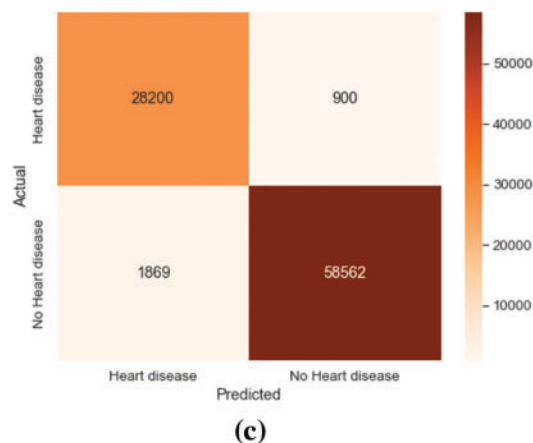 Heart disease
28200
900
50000
40000
Actual
30000
No Heart disease
1869
58562
20000
10000
Heart disease
No Heart disease
Predicted
(c)